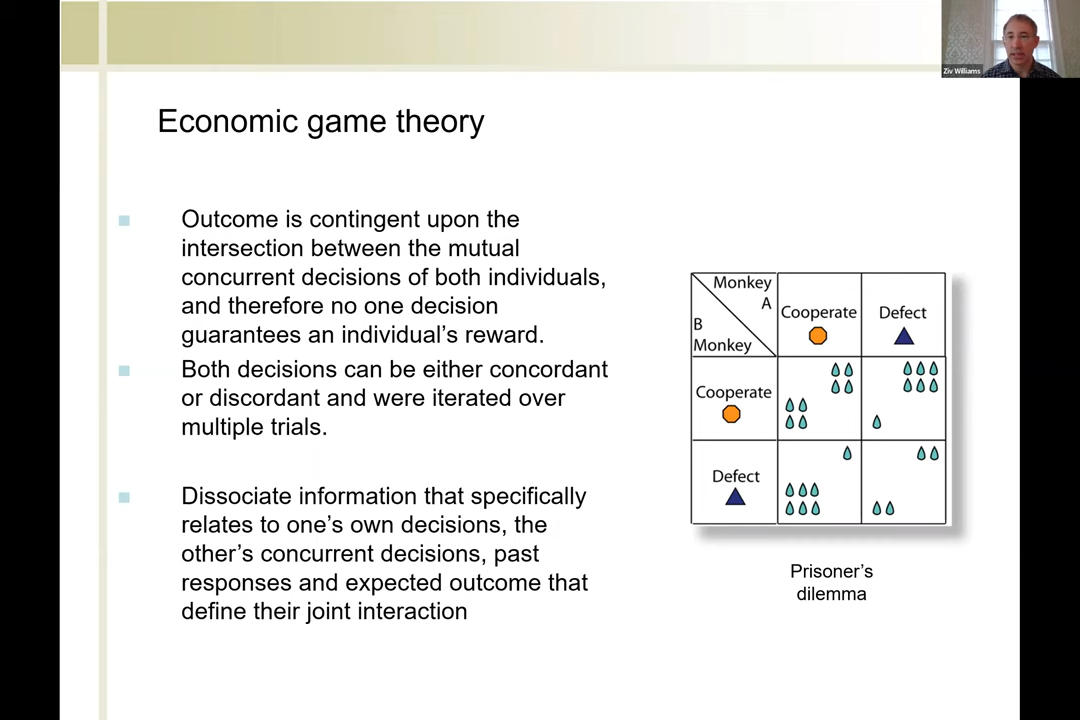 Ziv Williams
Economic game theory
Outcome is contingent upon the
intersection between the mutual
concurrent decisions of both individuals,
and therefore no one decision
guarantees an individual's reward.
Both decisions can be either concordant
or discordant and were iterated over
multiple trials.
Dissociate information that specifically
relates to one's own decisions, the
other's concurrent decisions, past
responses and expected outcome that
define their joint interaction
Monkey
A
B
Monkey
Cooperate
Defect
Cooperate
Defect
Prisoner's
dilemma